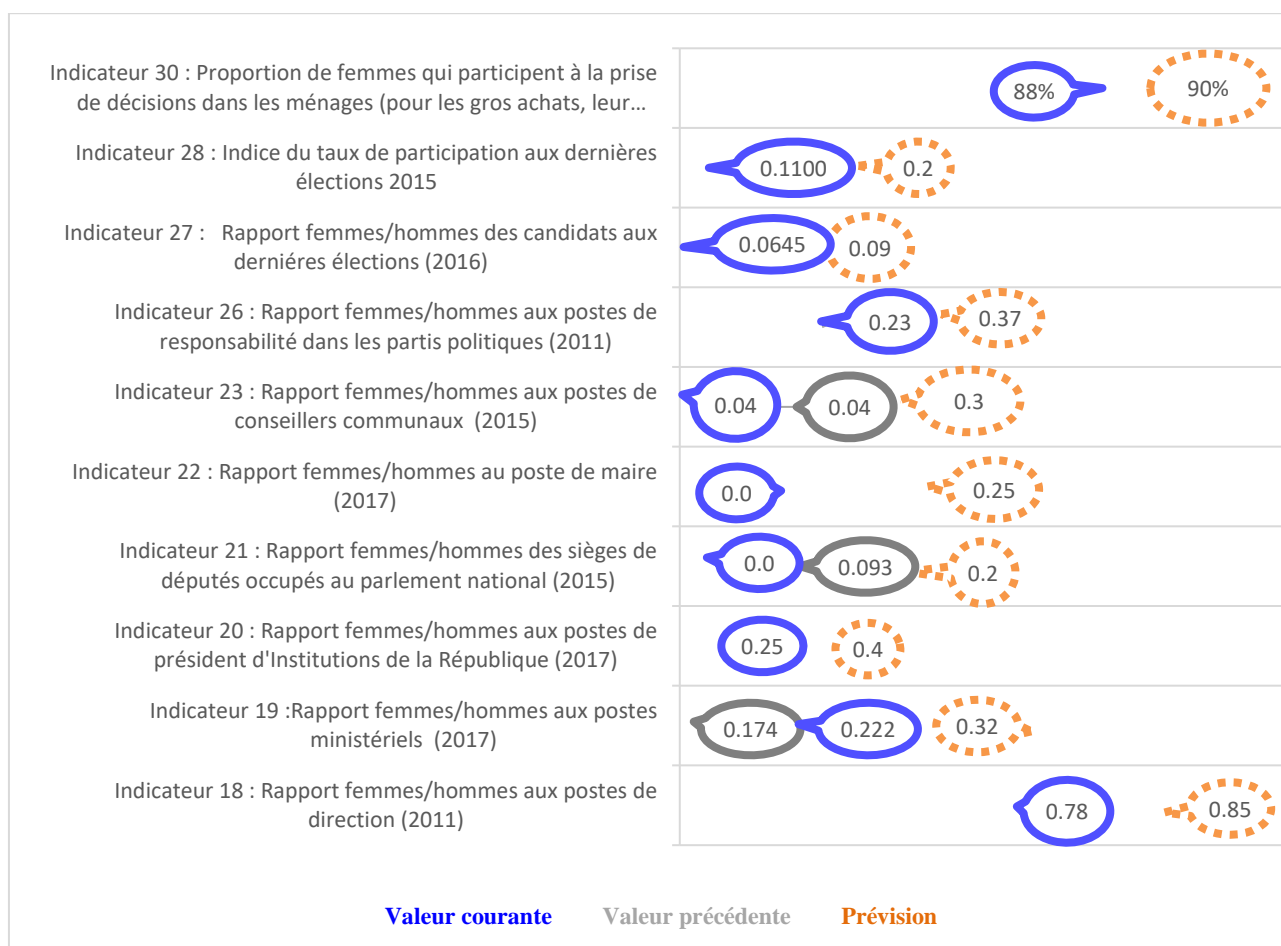 Indicateur 30 : Proportion de femmes qui participent à la prise
de décisions dans les ménages (pour les gros achats, leur…
88%
90%
Indicateur 28 : Indice du taux de participation aux dernières
élections 2015
0.1100
0.2
Indicateur 27 :   Rapport femmes/hommes des candidats aux
derniéres élections (2016)
0.0645
0.09
Indicateur 26 : Rapport femmes/hommes aux postes de
responsabilité dans les partis politiques (2011)
0.23
0.37
Indicateur 23 : Rapport femmes/hommes aux postes de
conseillers communaux  (2015)
0.04
0.04
0.3
Indicateur 22 : Rapport femmes/hommes au poste de maire
(2017)
0.0
0.25
Indicateur 21 : Rapport femmes/hommes des sièges de
députés occupés au parlement national (2015)
0.0
0.093
0.2
Indicateur 20 : Rapport femmes/hommes aux postes de
président d'Institutions de la République (2017)
0.25
0.4
Indicateur 19 :Rapport femmes/hommes aux postes
ministériels  (2017)
0.174
0.222
0.32
Indicateur 18 : Rapport femmes/hommes aux postes de
direction (2011)
0.78
0.85
Valeur courante Valeur précédente Prévision